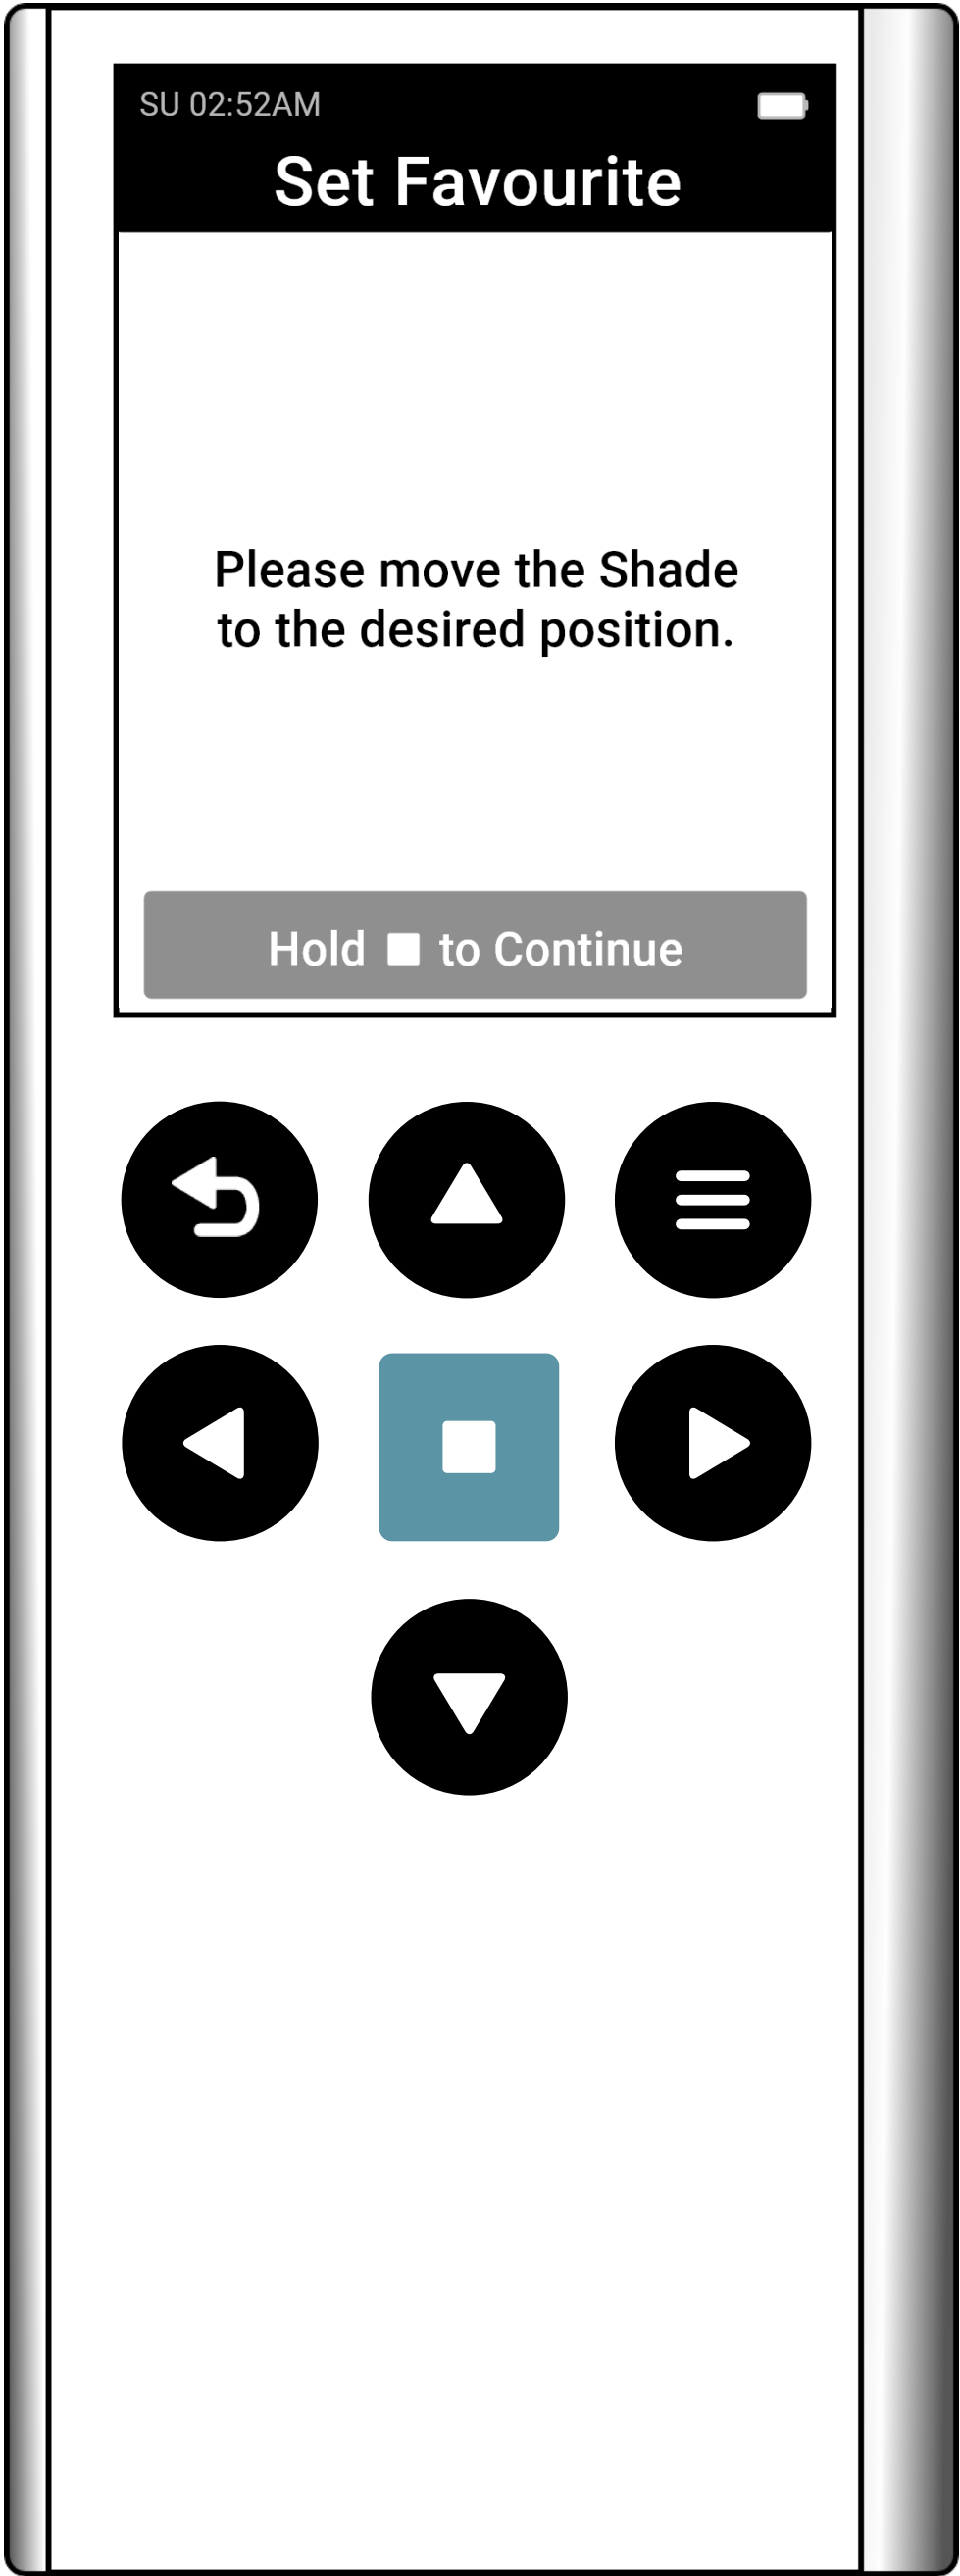 SU 02:52AM
Set Favourite
Please move the Shade
to the desired position.
Hold ■ to Continue